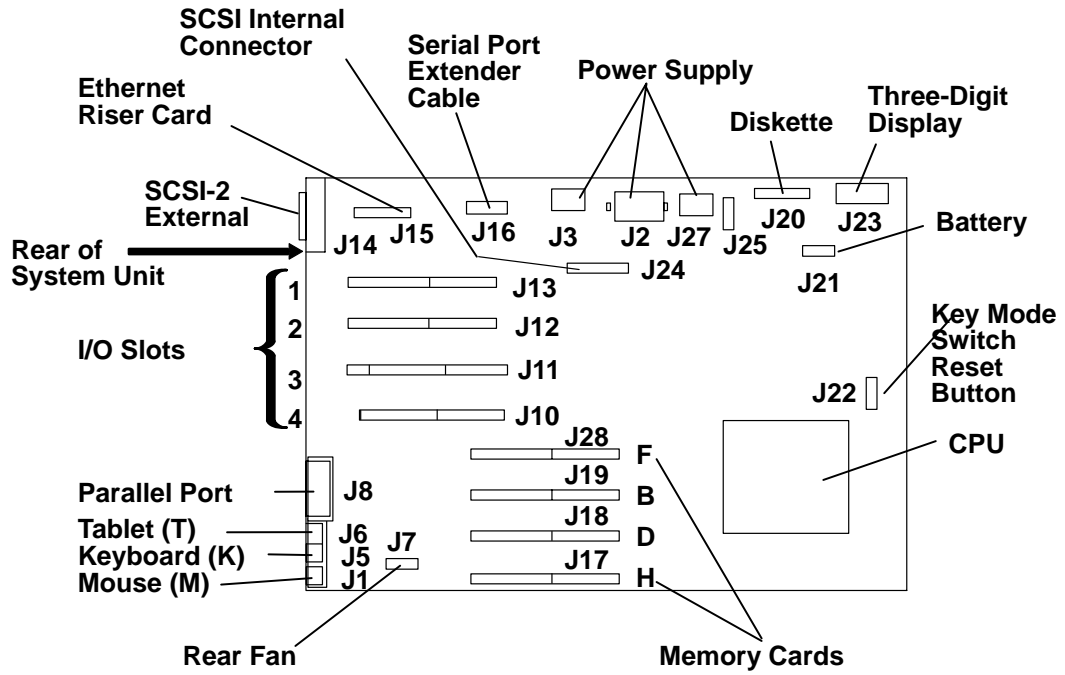 SCSI Internal
Connector
Serial Port
Extender
Cable
Power Supply
Ethernet
Riser Card
Three-Digit
Display
Diskette
SCSI-2
External
J14
J15
J16
J3
J2
J27
J25
J20
J23
Battery
Rear of
System Unit
J24
J21
1
J13
2
J12
I/O Slots
3
J11
4
J10
Key Mode
Switch
Reset
Button
J22
CPU
J28
F
J19
B
J18
D
J17
H
Parallel Port
J8
Tablet (T)
J6
Keyboard (K)
J5
Mouse (M)
J1
J7
Rear Fan
Memory Cards